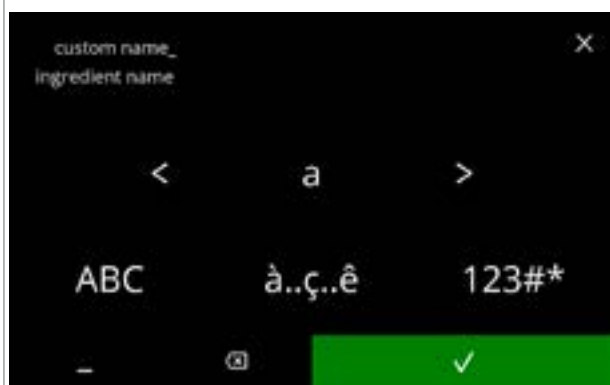 custom name_
ingredient name
< a >
ABC à..ç..ê 123#*
_